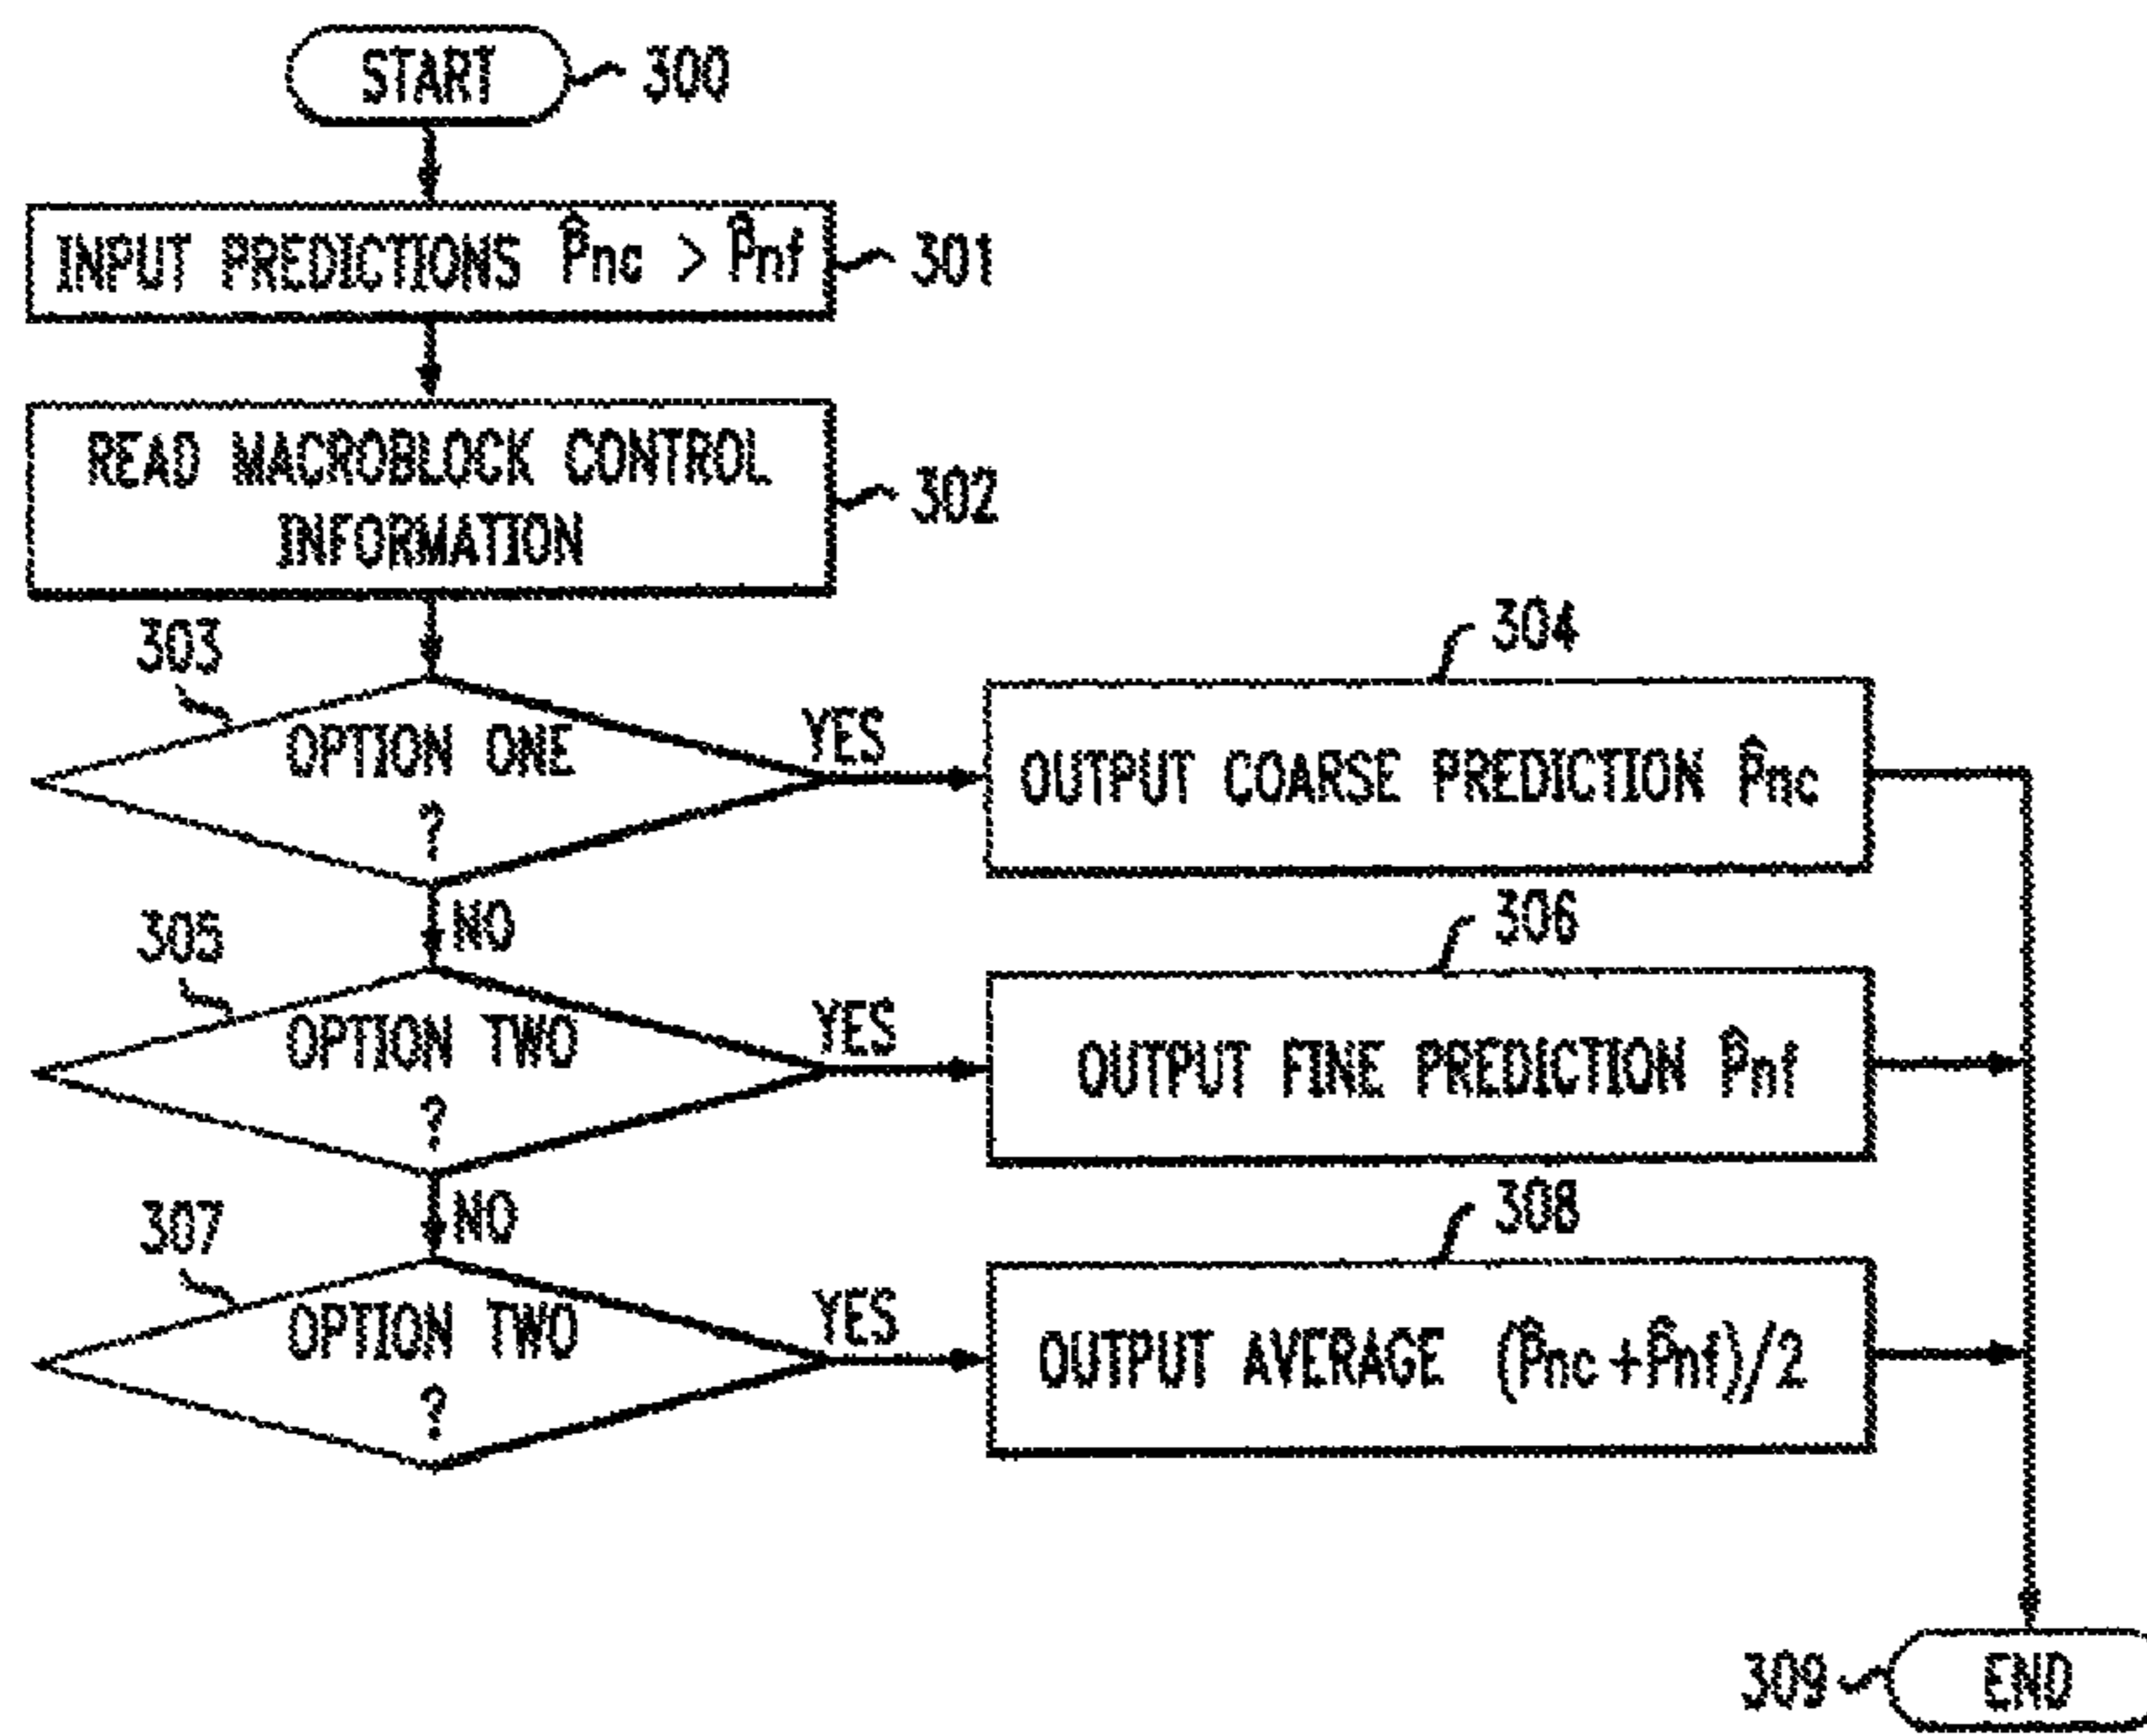 START
300
INPUT PREDICTIONS P̂nc > P̂nf
301
READ MACROBLOCK CONTROL
INFORMATION
302
303
OPTION ONE
?
YES
304
OUTPUT COARSE PREDICTION P̂nc
NO
305
OPTION TWO
?
YES
306
OUTPUT FINE PREDICTION P̂nf
NO
307
OPTION TWO
?
YES
308
OUTPUT AVERAGE (P̂nc + P̂nf)/2
309
END